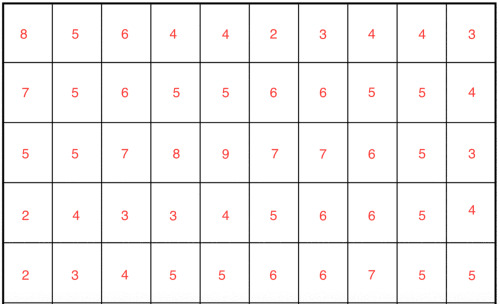 8 5 6 4 4 2 3 4 4 3
7 5 6 5 5 6 6 5 5 4
5 5 7 8 9 7 7 6 5 3
2 4 3 3 4 5 6 6 5 4
2 3 4 5 5 6 6 7 5 5